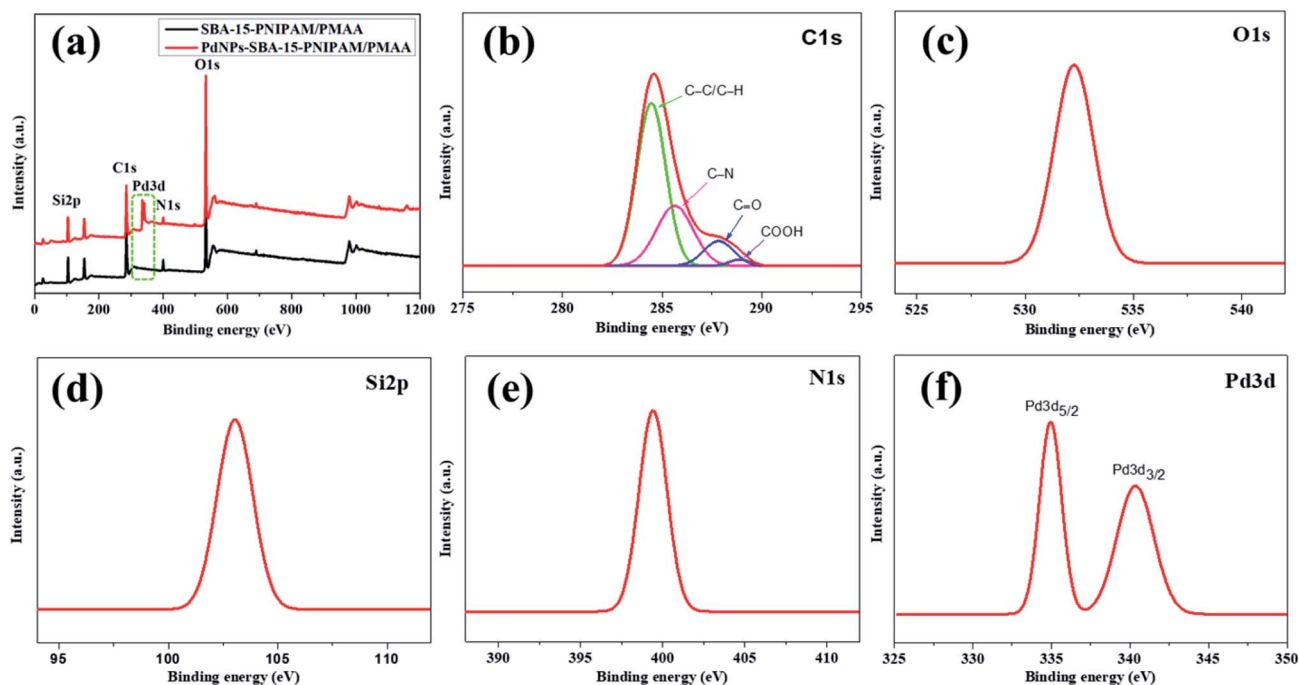 (a)
SBA-15-PNIPAM/PMAA
PdNPs-SBA-15-PNIPAM/PMAA
O1s
C1s
Pd3d
Si2p
N1s
Intensity (a.u.)
0 200 400 600 800 1000 1200
Binding energy (eV)
(b)
C1s
C–C/C–H
C–N
C=O
COOH
Intensity (a.u.)
275 280 285 290 295
Binding energy (eV)
(c)
O1s
Intensity (a.u.)
525 530 535 540
Binding energy (eV)
(d)
Si2p
Intensity (a.u.)
95 100 105 110
Binding energy (eV)
(e)
N1s
Intensity (a.u.)
390 395 400 405 410
Binding energy (eV)
(f)
Pd3d
Pd3d5/2
Pd3d3/2
Intensity (a.u.)
325 330 335 340 345 350
Binding energy (eV)